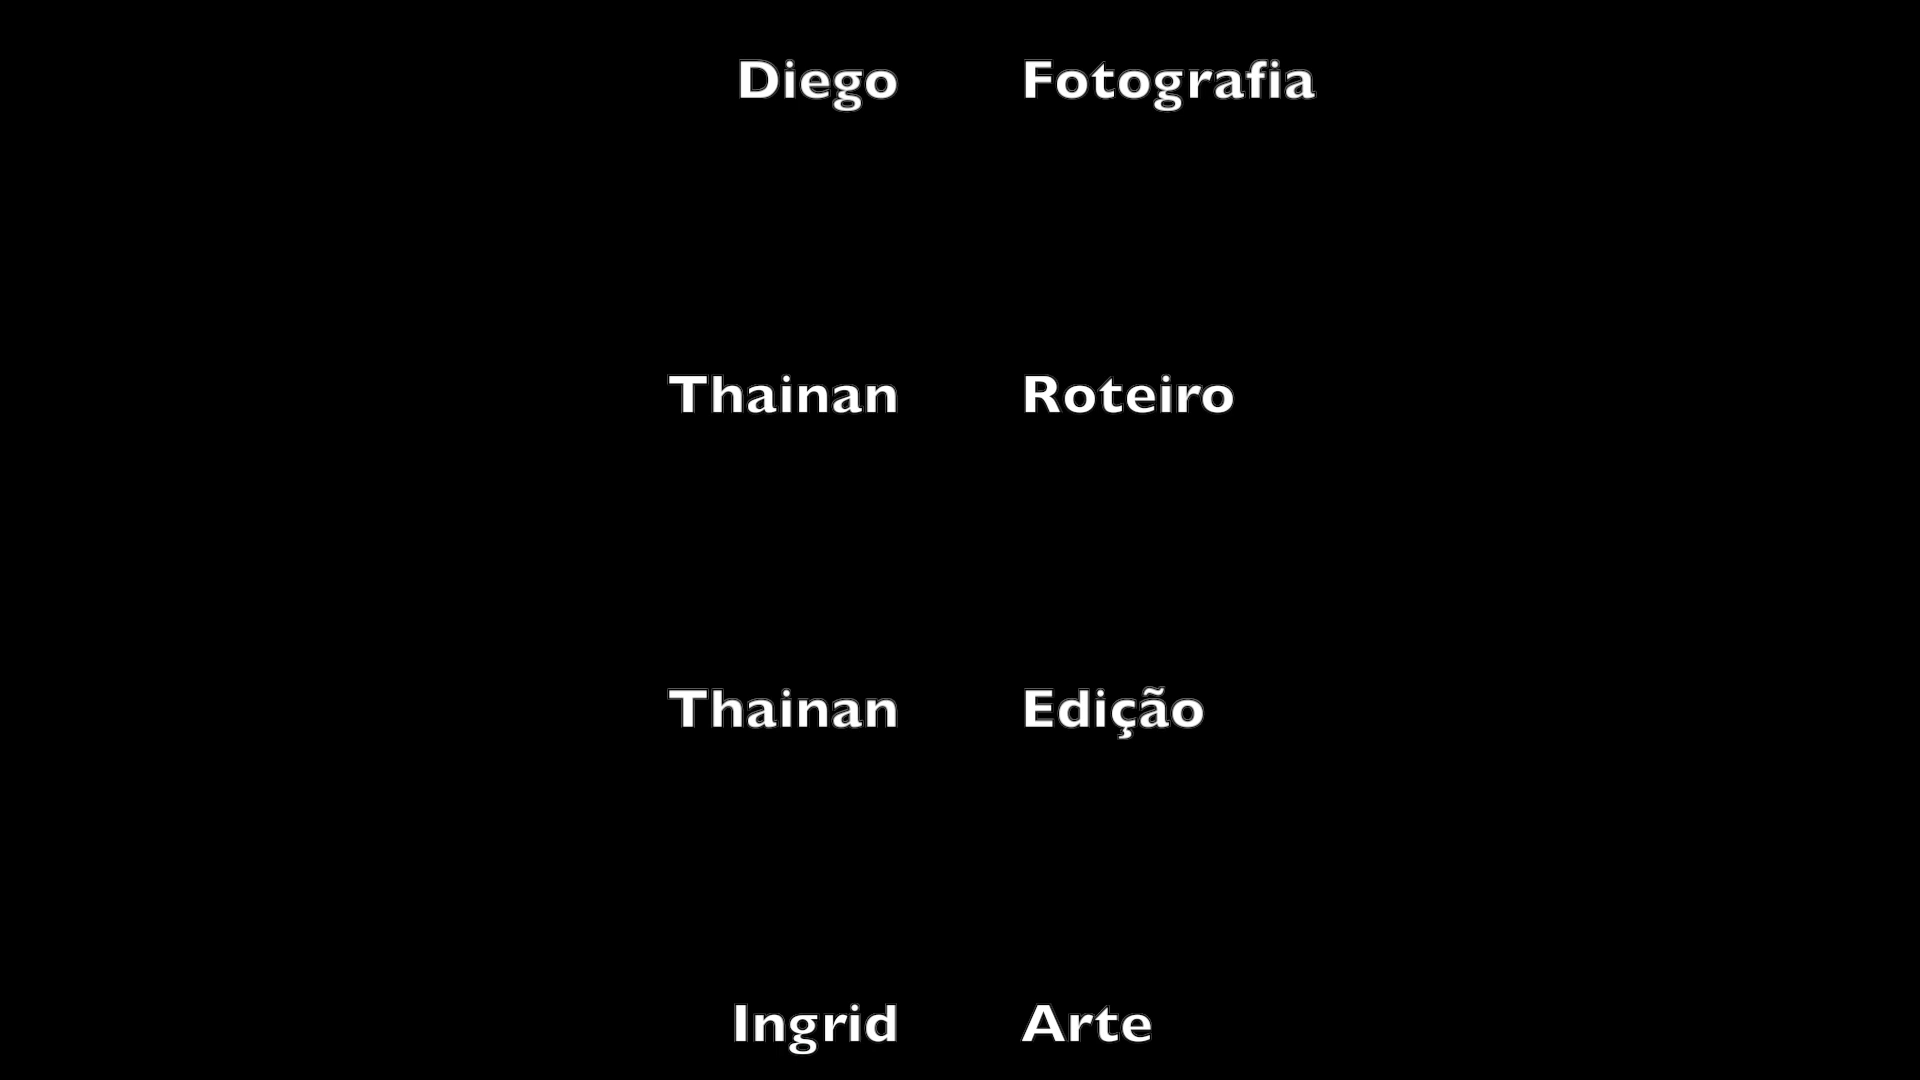 Diego Fotografia
Thainan Roteiro
Thainan Edição
Ingrid Arte